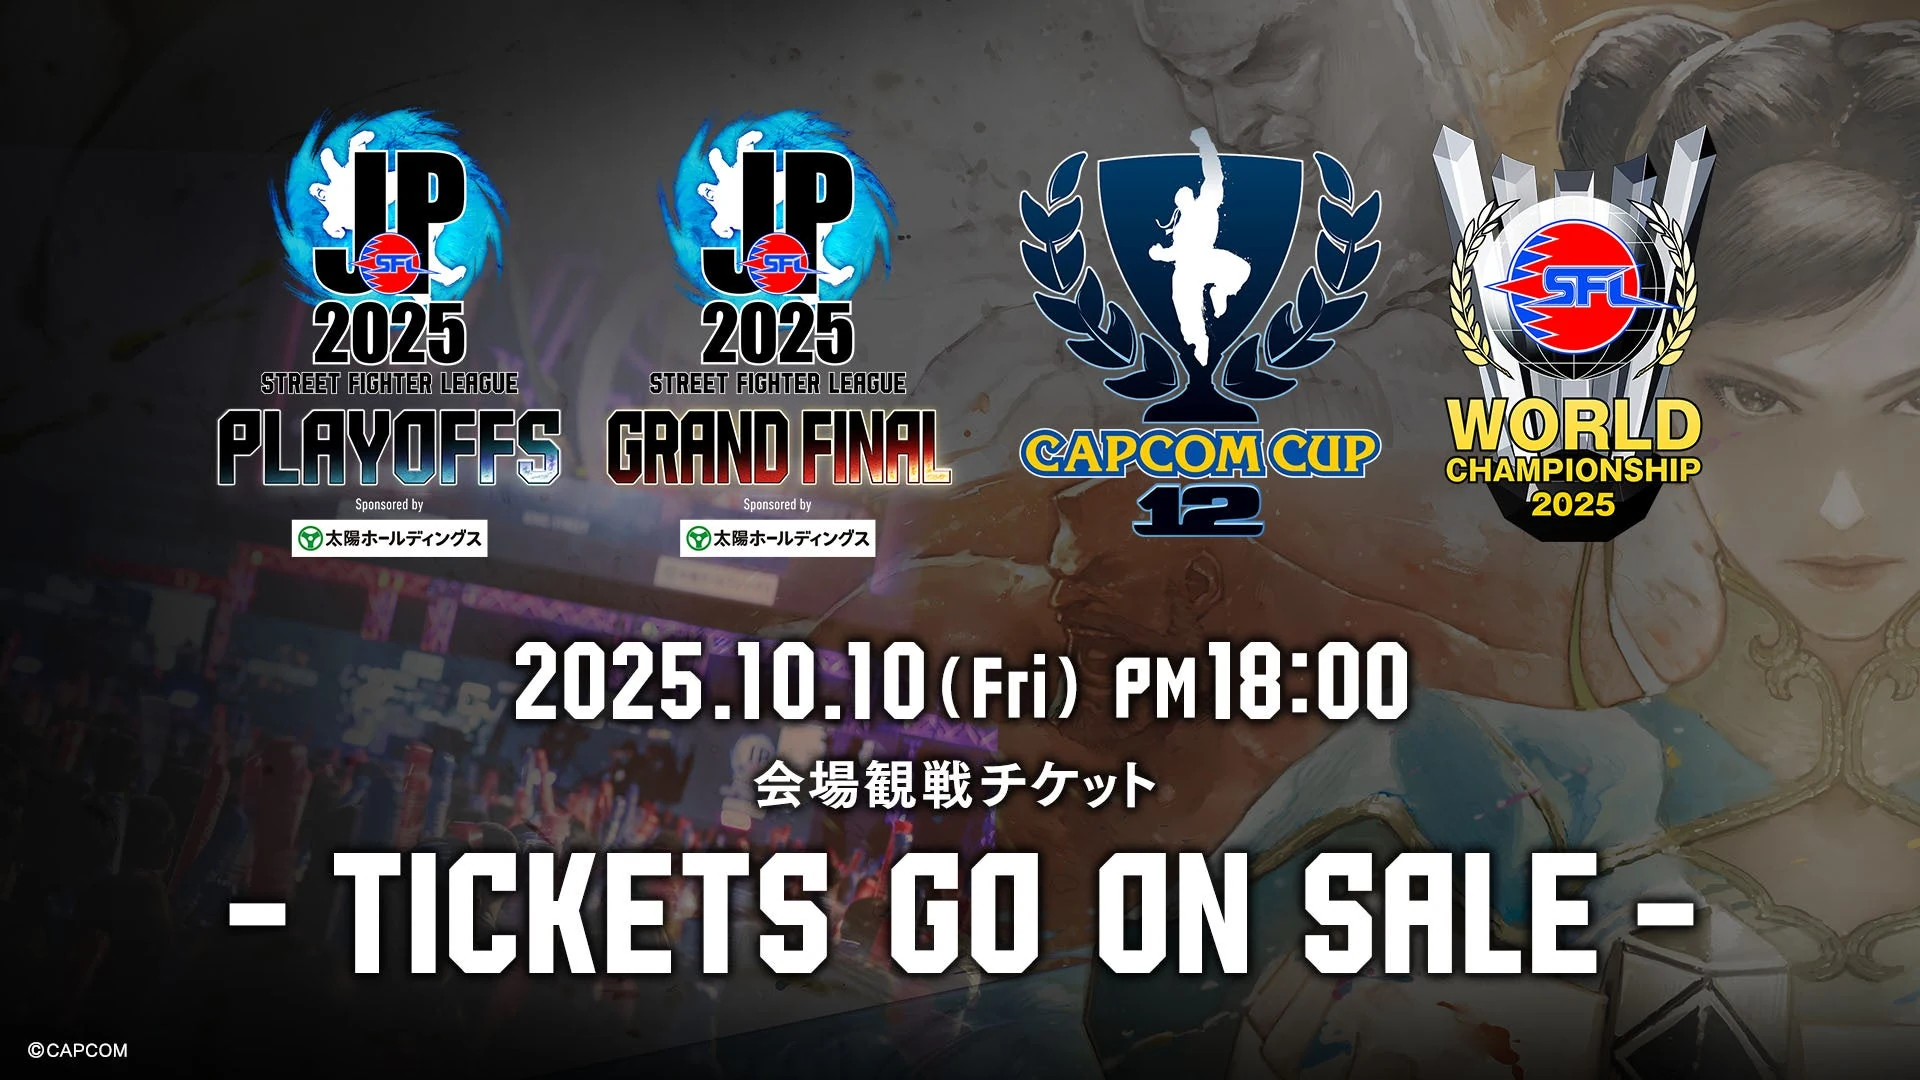 JP
SFL
2025
STREET FIGHTER LEAGUE
PLAYOFFS
Sponsored by
太陽ホールディングス
JP
SFL
2025
STREET FIGHTER LEAGUE
GRAND FINAL
Sponsored by
太陽ホールディングス
CAPCOM CUP
12
SFL
WORLD
CHAMPIONSHIP
2025
2025.10.10(Fri) PM18:00
会場観戦チケット
- TICKETS GO ON SALE -
©CAPCOM